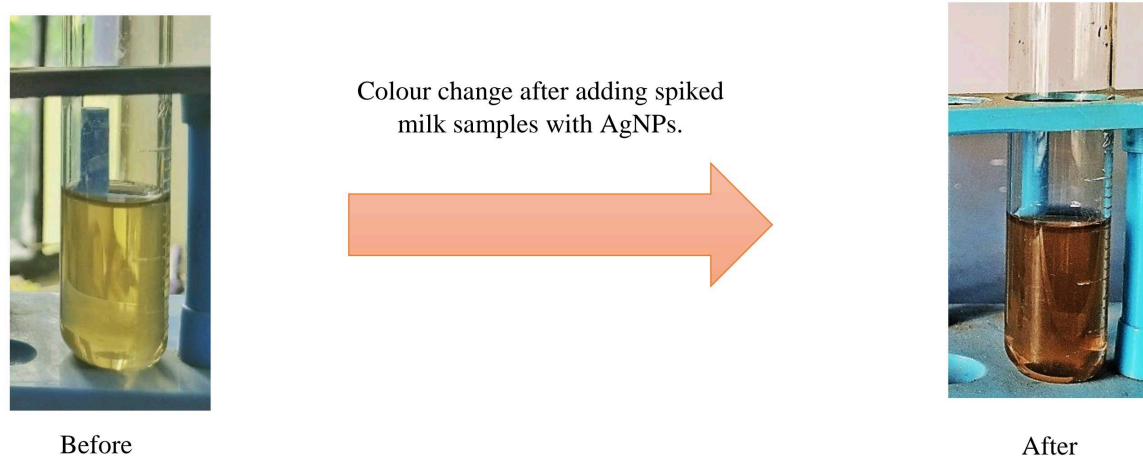 Colour change after adding spiked
milk samples with AgNPs.
Before
After